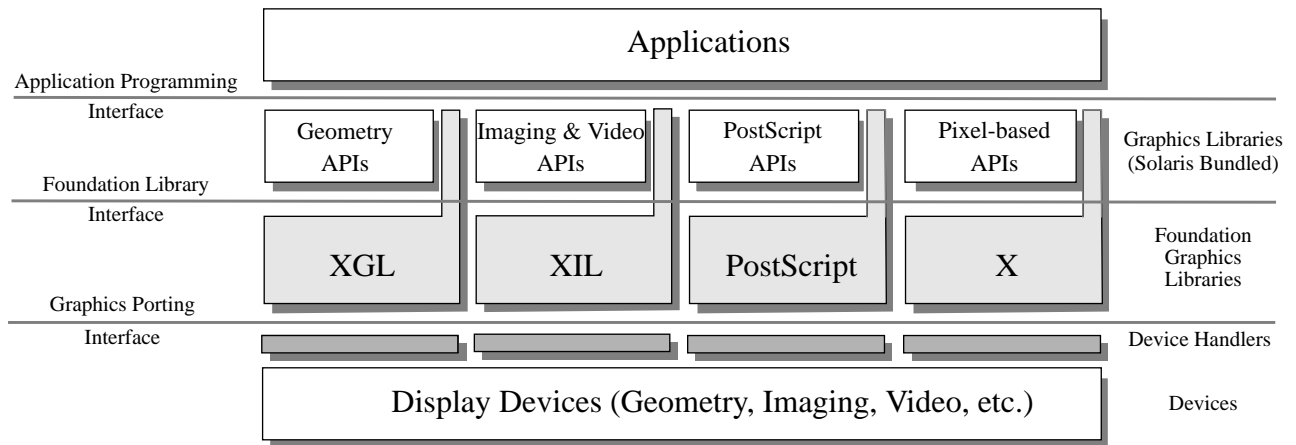 Applications
Application Programming
Interface
Geometry
APIs
Imaging & Video
APIs
PostScript
APIs
Pixel-based
APIs
Graphics Libraries
(Solaris Bundled)
Foundation Library
Interface
XGL
XIL
PostScript
X
Foundation
Graphics
Libraries
Graphics Porting
Interface
Device Handlers
Display Devices (Geometry, Imaging, Video, etc.)
Devices